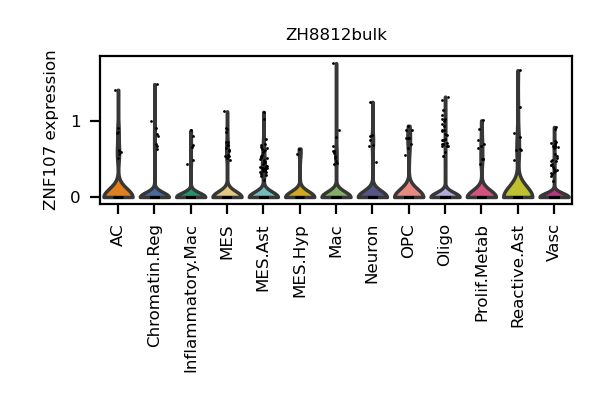 ZH8812bulk
ZNF107 expression
1
0
AC
Chromatin.Reg
Inflammatory.Mac
MES
MES.Ast
MES.Hyp
Mac
Neuron
OPC
Oligo
Prolif.Metab
Reactive.Ast
Vasc